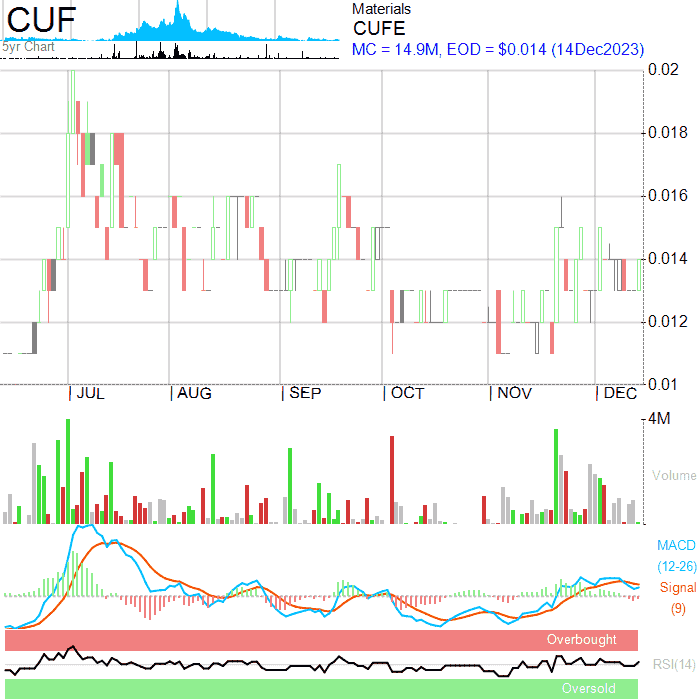 CUF
5yr Chart
Materials
CUFE
MC = 14.9M, EOD = $0.014 (14Dec2023)
0.02
0.018
0.016
0.014
0.012
0.01
JUL AUG SEP OCT NOV DEC
4M
Volume
MACD
(12-26)
Signal
(9)
Overbought
RSI(14)
Oversold